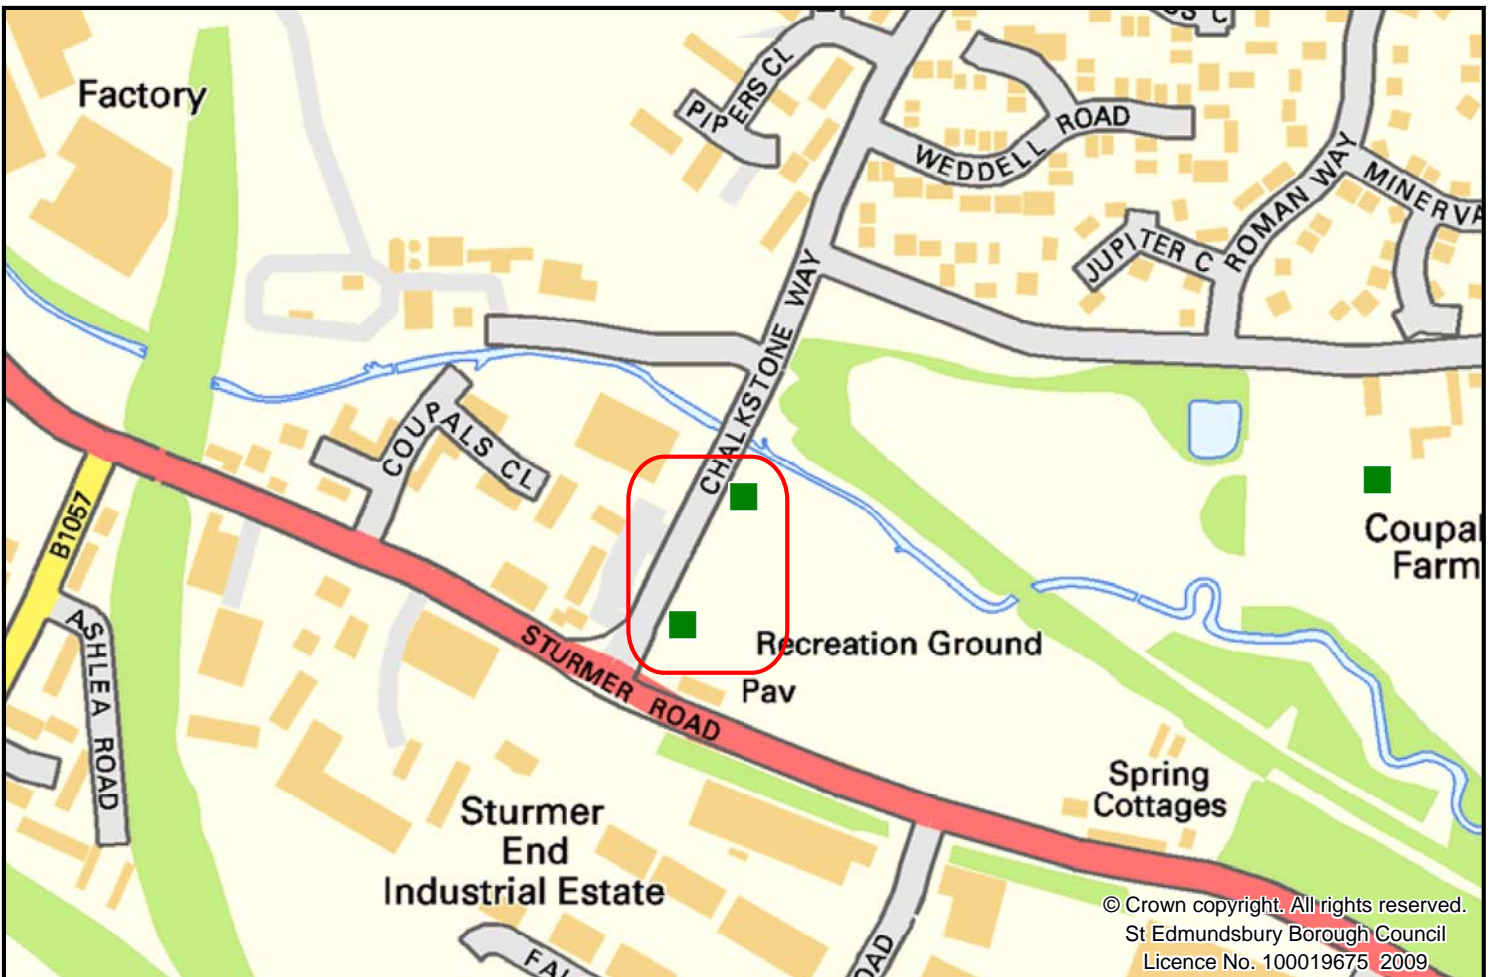 Factory
PIPERS CL
WEDDELL ROAD
ROMAN WAY
MINERVA
JUPITER C
CHALKSTONE WAY
COUPALS CL
B1057
ASHLEA ROAD
STURMER ROAD
Recreation Ground
Pav
Coupal
Farm
Spring
Cottages
Sturmer
End
Industrial Estate
© Crown copyright. All rights reserved.
St Edmundsbury Borough Council
Licence No. 100019675 2009